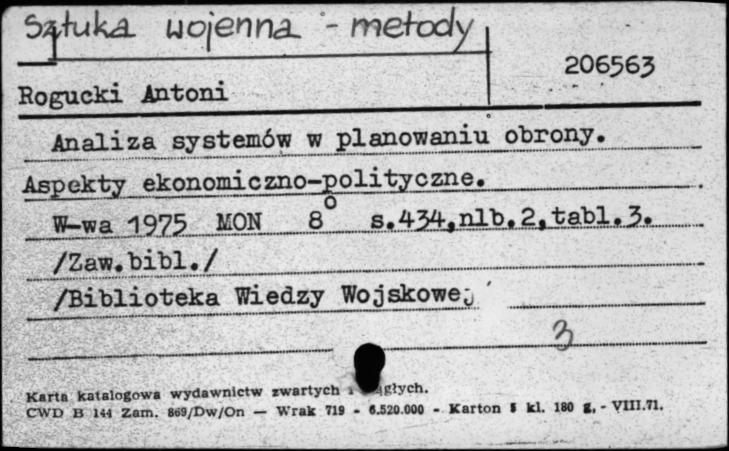 Sztuka wojenna - metody
206563
Rogucki Antoni
Analiza systemów w planowaniu obrony.
Aspekty ekonomiczno-polityczne.
W-wa 1975 MON 8° s.434,nlb.2,tabl.3.
/Zaw.bibl./
/Biblioteka Wiedzy Wojskowej
3
Karta katalogowa wydawnictw zwartych i
CWD B 144 Zam. 869/Dw/On — Wrak 719 - 6.520.000 - Karton kl. 180 g. - VIII.71.